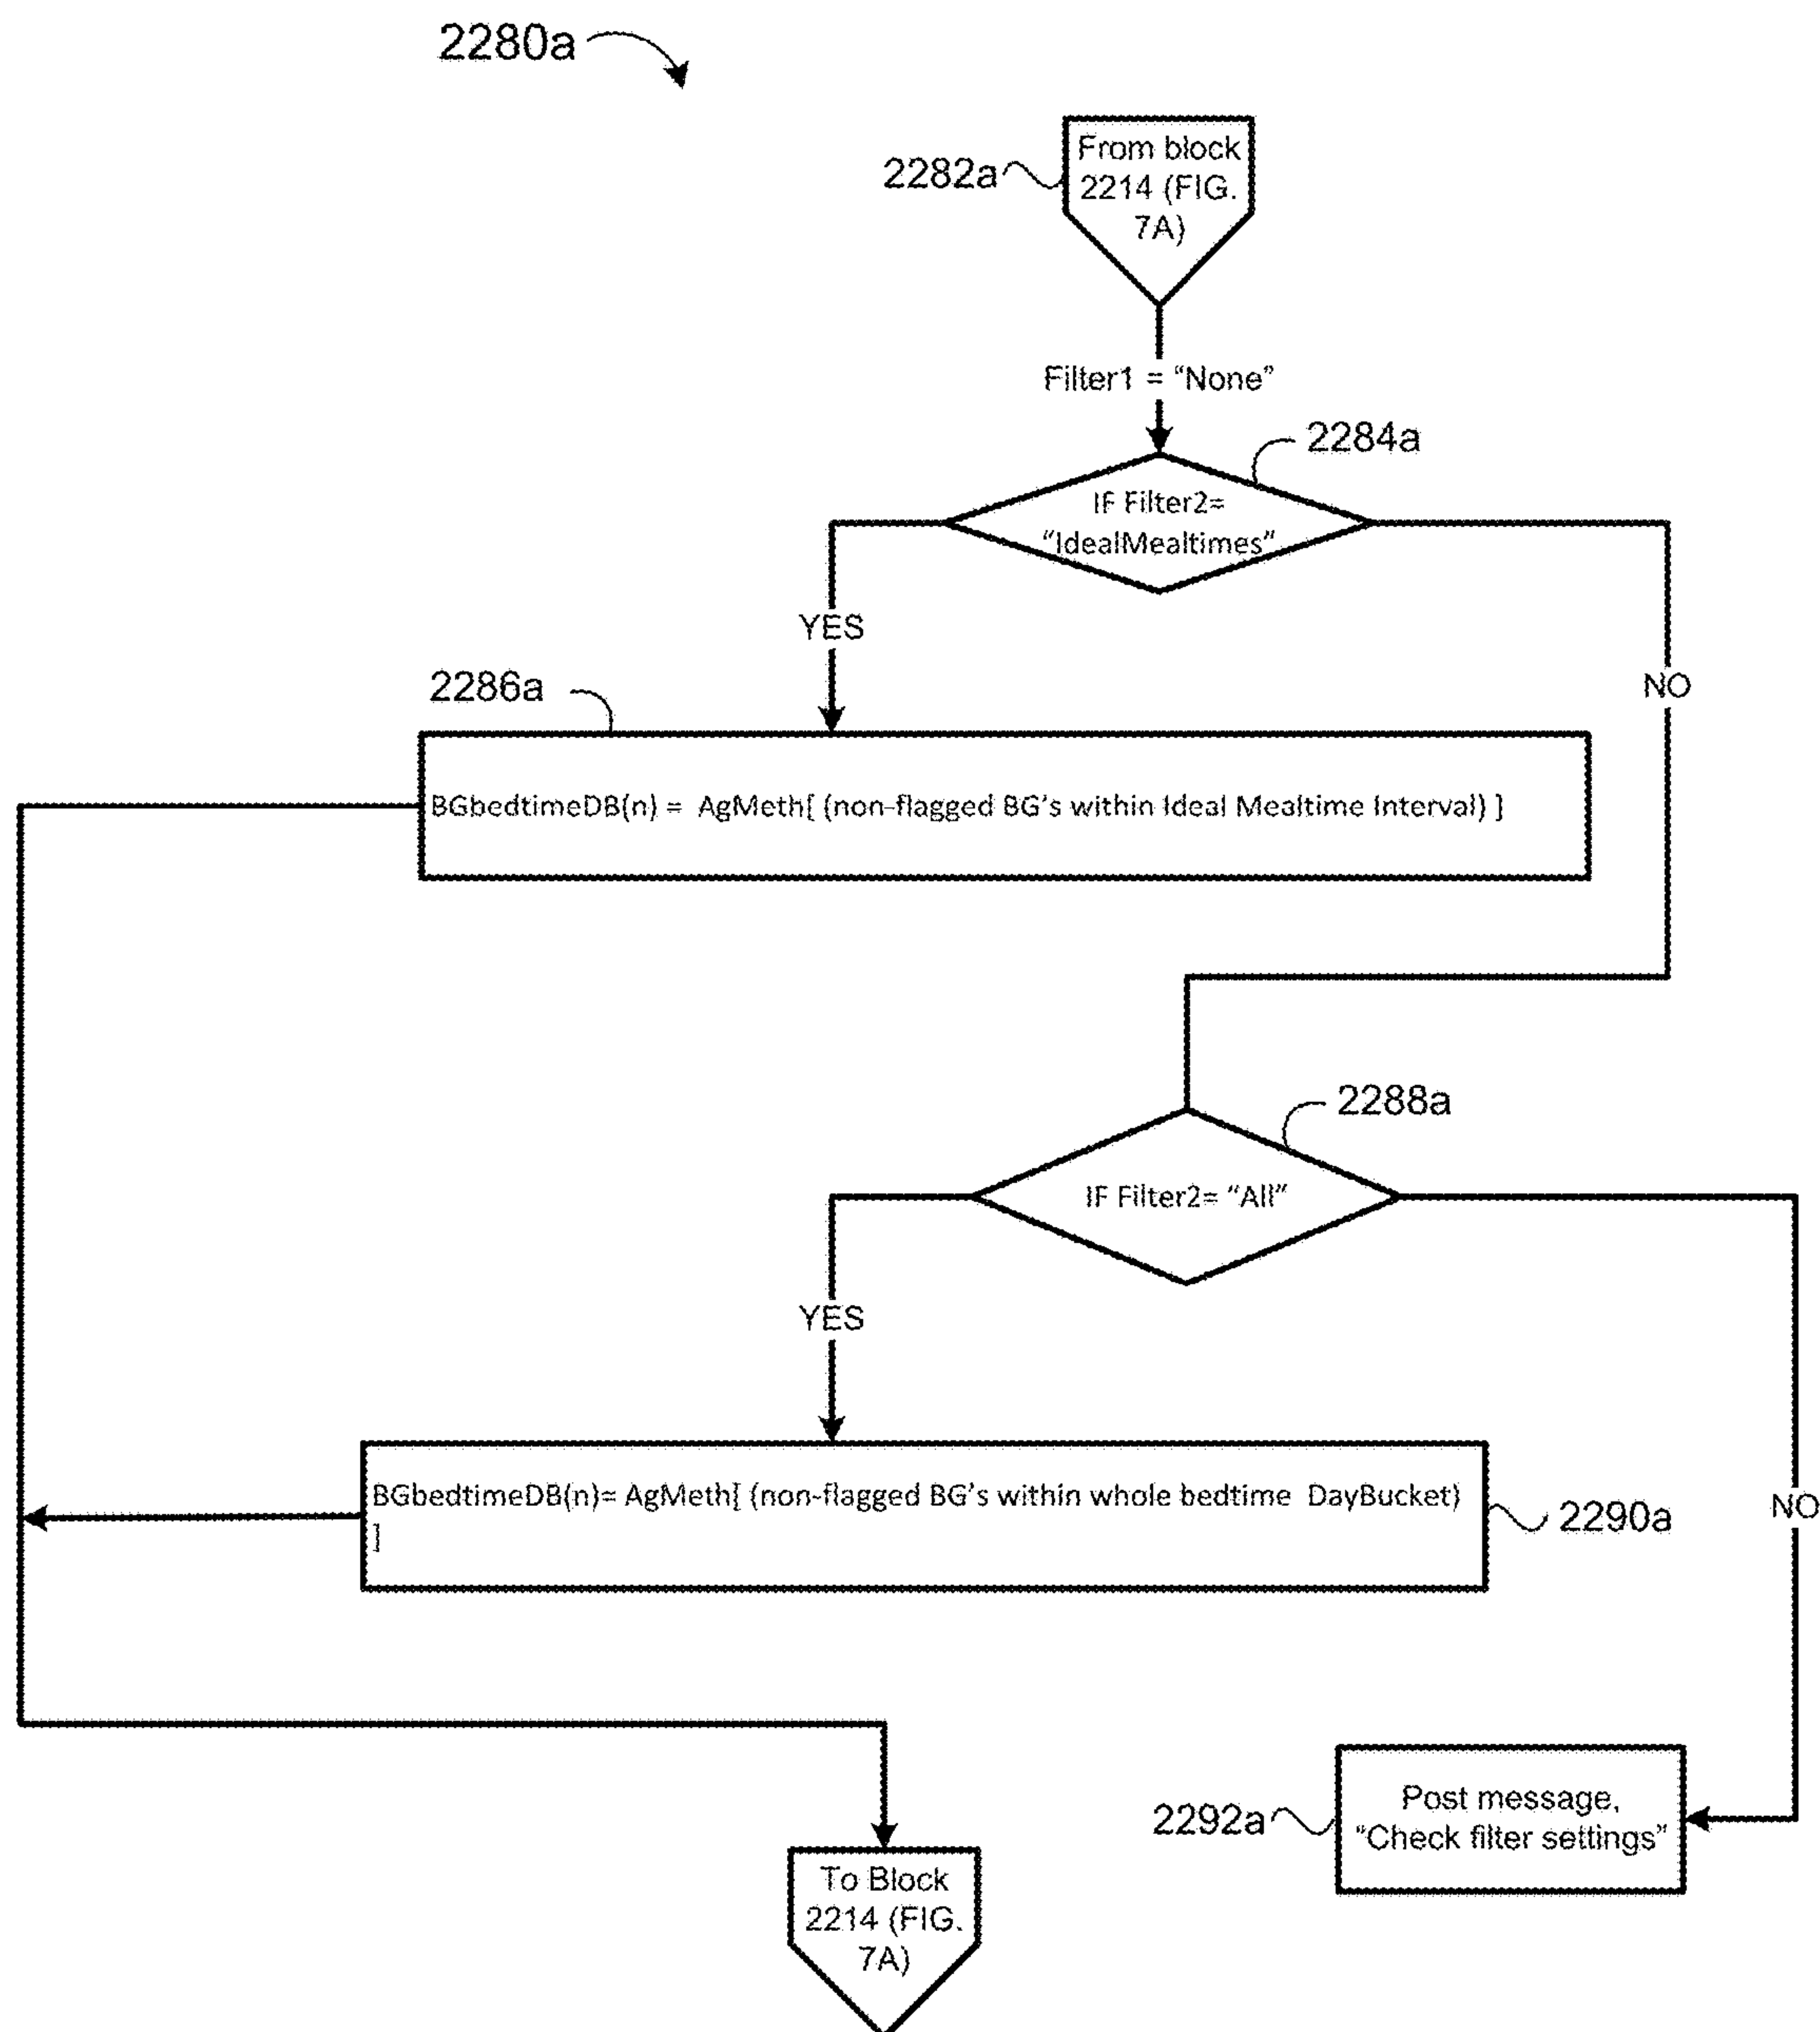 2280a
2282a
From block
2214 (FIG.
7A)
Filter1 = “None”
2284a
IF Filter2=
“IdealMealtimes”
YES
NO
2286a
BGbedtimeDB(n) = AgMeth[ (non-flagged BG's within Ideal Mealtime Interval) ]
2288a
IF Filter2= “All”
YES
NO
BGbedtimeDB(n)= AgMeth[ (non-flagged BG's within whole bedtime DayBucket)
]
2290a
2292a
Post message,
“Check filter settings”
To Block
2214 (FIG.
7A)